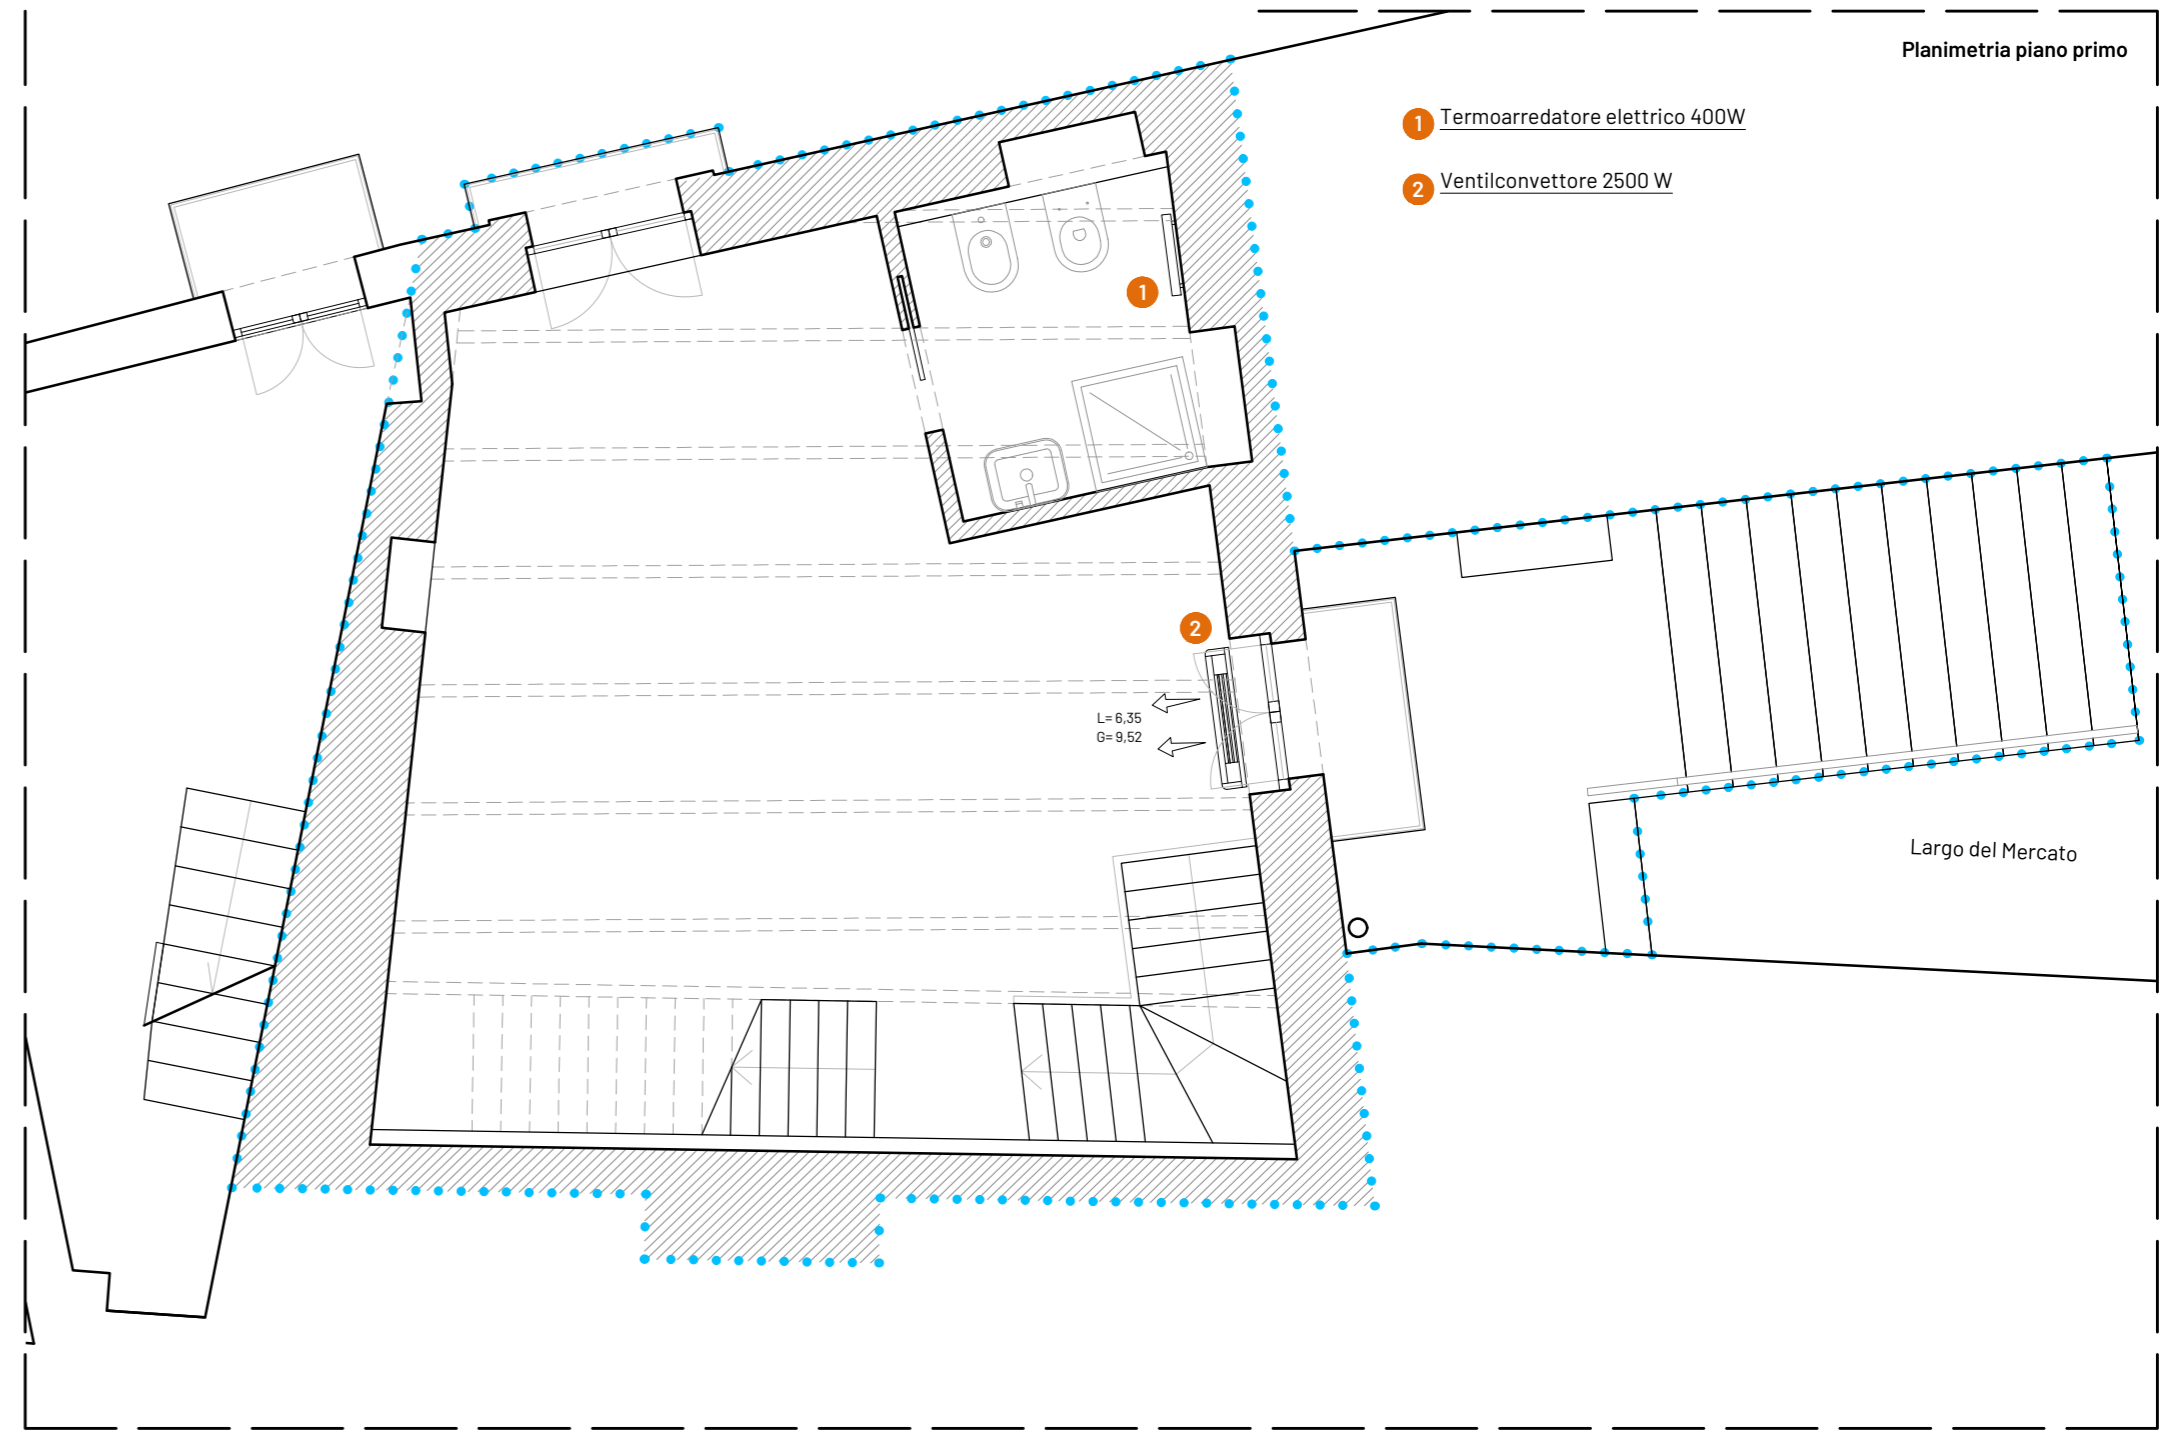 Planimetria piano primo
1 Termoarredatore elettrico 400W
2 Ventilconvettore 2500 W
1
2
L= 6,35
G= 9,52
Largo del Mercato